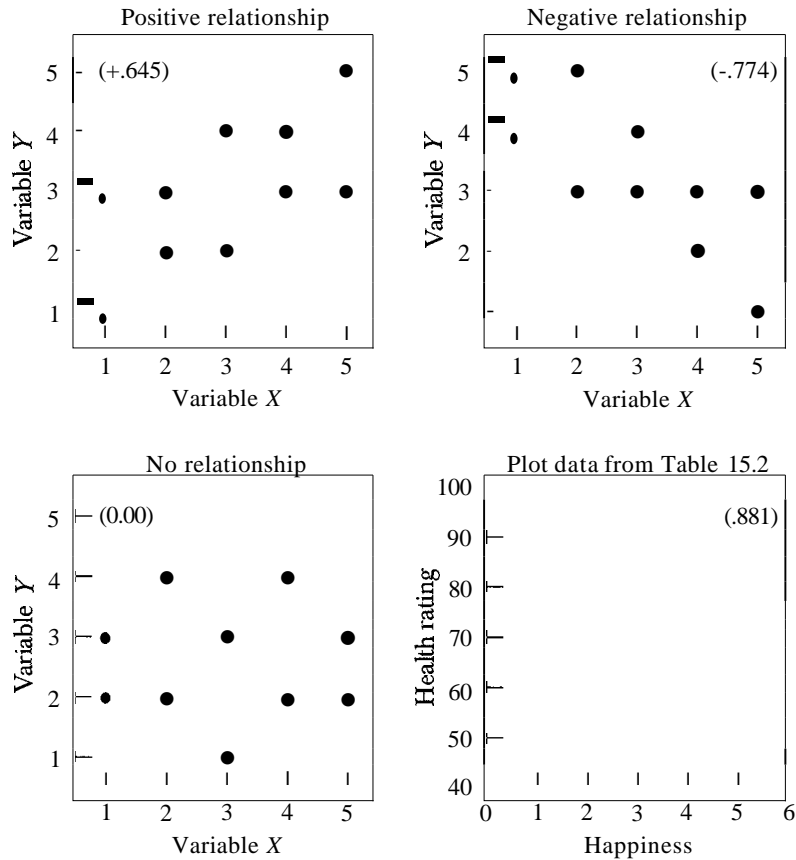 Positive relationship
(+.645)
Variable Y
5
4
3
2
1
1 2 3 4 5
Variable X
Negative relationship
(-.774)
Variable Y
5
4
3
2
1
1 2 3 4 5
Variable X
No relationship
(0.00)
Variable Y
5
4
3
2
1
1 2 3 4 5
Variable X
Plot data from Table 15.2
(.881)
Health rating
100
90
80
70
60
50
40
0 1 2 3 4 5 6
Happiness